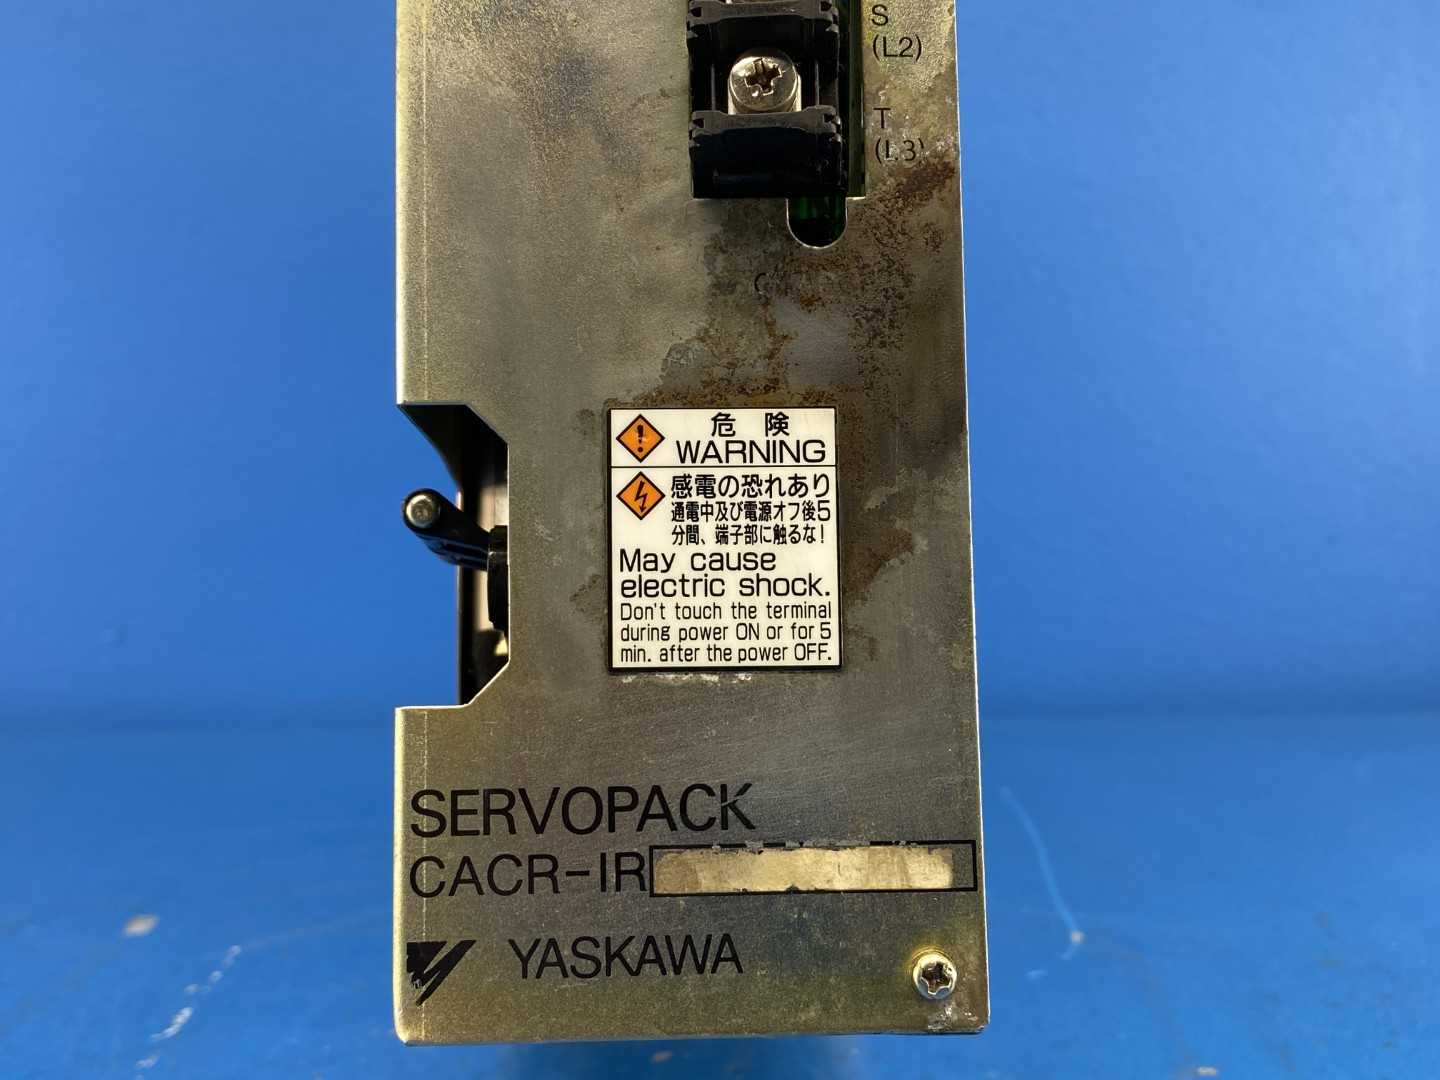 S
(L2)
T
(L3)
危 険
WARNING
感電の恐れあり
通電中及び電源オフ後5
分間、端子部に触るな!
May cause
electric shock.
Don't touch the terminal
during power ON or for 5
min. after the power OFF.
SERVOPACK
CACR-IR
YASKAWA